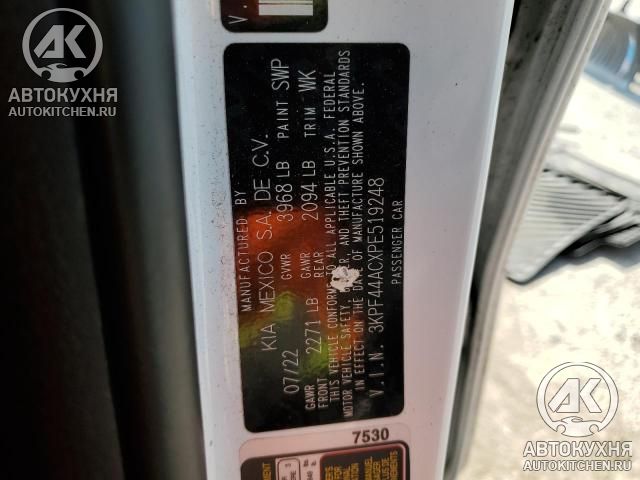 AK
АВТОКУХНЯ
AUTOKITCHEN.RU
V.
MANUFACTURED BY
KIA MEXICO S.A. DE C.V.
07/22 GVWR 3968 LB PAINT SWP
GAWR FRONT 2271 LB GAWR REAR 2094 LB TRIM WK
THIS VEHICLE CONFORMS TO ALL APPLICABLE U.S.A. FEDERAL
MOTOR VEHICLE SAFETY, AND THEFT PREVENTION STANDARDS
IN EFFECT ON THE DATE OF MANUFACTURE SHOWN ABOVE.
V.I.N. 3KPF44ACXPE519248
PASSENGER CAR
7530
AK
АВТОКУХНЯ
AUTOKITCHEN.RU